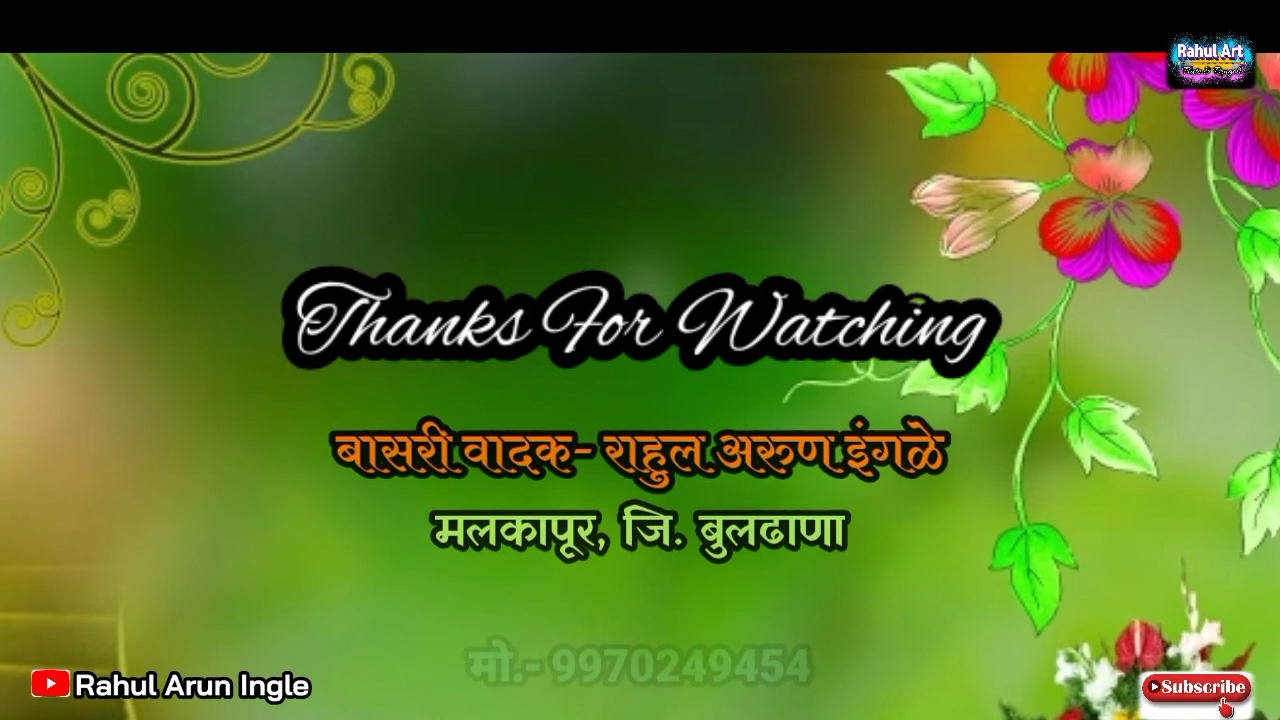 Rahul Art
Thanks For Watching
बासरी वादक- राहुल अरुण इंगळे
मलकापूर, जि. बुलढाणा
मो.- 9970249454
Rahul Arun Ingle
Subscribe